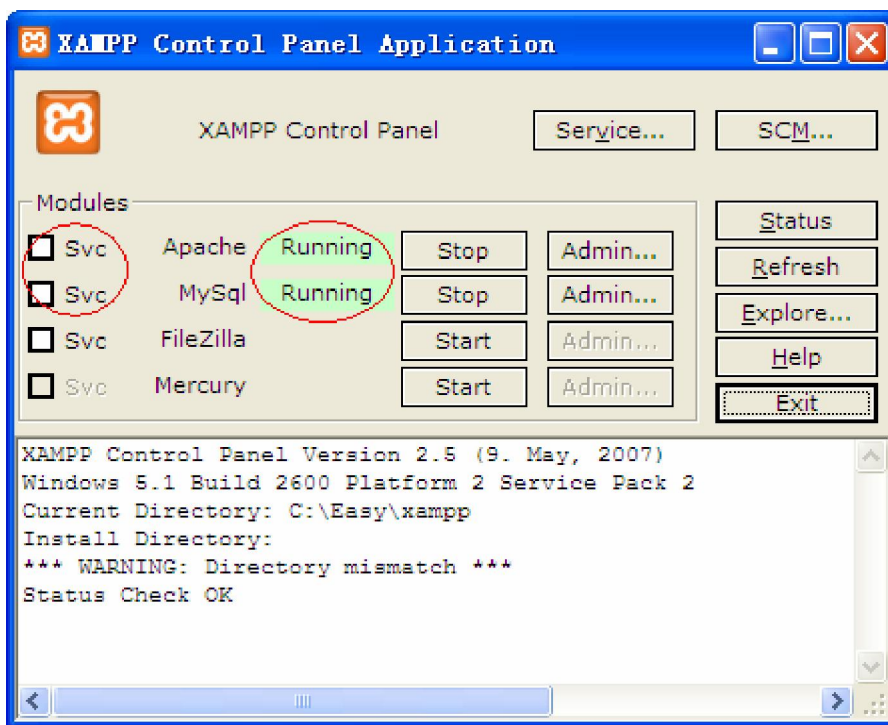 XAMPP Control Panel Application
XAMPP Control Panel
Service...
SCM...
Modules
Svc Apache Running Stop Admin...
Svc MySql Running Stop Admin...
Svc FileZilla Start Admin...
Svc Mercury Start Admin...
Status
Refresh
Explore...
Help
Exit
XAMPP Control Panel Version 2.5 (9. May, 2007)
Windows 5.1 Build 2600 Platform 2 Service Pack 2
Current Directory: C:\Easy\xampp
Install Directory:
*** WARNING: Directory mismatch ***
Status Check OK